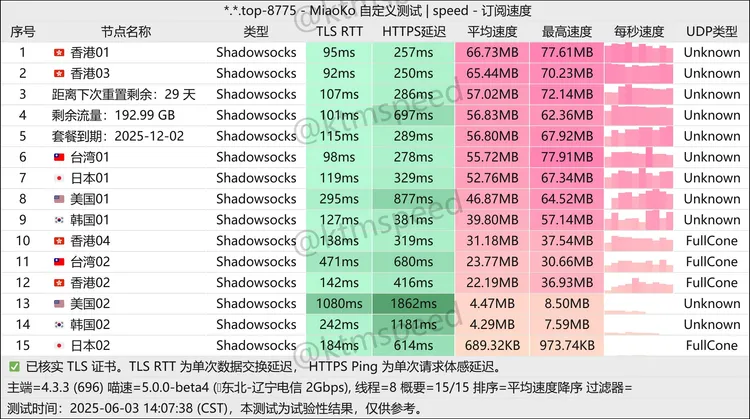 *.*.top-8775 - MiaoKo 自定义测试 | speed - 订阅速度
序号 节点名称 类型 TLS RTT HTTPS延迟 平均速度 最高速度 每秒速度 UDP类型
1 香港01 Shadowsocks 95ms 257ms 66.73MB 77.61MB Unknown
2 香港03 Shadowsocks 92ms 250ms 65.44MB 70.23MB Unknown
3 距离下次重置剩余：29 天 Shadowsocks 107ms 286ms 57.02MB 72.14MB Unknown
4 剩余流量：192.99 GB Shadowsocks 101ms 697ms 56.83MB 62.36MB Unknown
5 套餐到期：2025-12-02 Shadowsocks 115ms 289ms 56.80MB 67.92MB Unknown
6 台湾01 Shadowsocks 98ms 278ms 55.72MB 77.91MB Unknown
7 日本01 Shadowsocks 119ms 329ms 52.76MB 67.34MB Unknown
8 美国01 Shadowsocks 295ms 877ms 46.87MB 64.52MB Unknown
9 韩国01 Shadowsocks 127ms 381ms 39.80MB 57.14MB Unknown
10 香港04 Shadowsocks 138ms 319ms 31.18MB 37.54MB FullCone
11 台湾02 Shadowsocks 471ms 680ms 23.77MB 30.66MB FullCone
12 香港02 Shadowsocks 142ms 416ms 22.19MB 36.93MB FullCone
13 美国02 Shadowsocks 1080ms 1862ms 4.47MB 8.50MB Unknown
14 韩国02 Shadowsocks 242ms 1181ms 4.29MB 7.59MB Unknown
15 日本02 Shadowsocks 184ms 614ms 689.32KB 973.74KB FullCone
✅ 已核实 TLS 证书。TLS RTT 为单次数据交换延迟， HTTPS Ping 为单次请求体感延迟。
主端=4.3.3 (696) 喵速=5.0.0-beta4 (东北-辽宁电信 2Gbps), 线程=8 概要=15/15 排序=平均速度降序 过滤器=
测试时间：2025-06-03 14:07:38 (CST)，本测试为试验性结果，仅供参考。
@ktmspeed
@ktmspeed
@ktmspeed